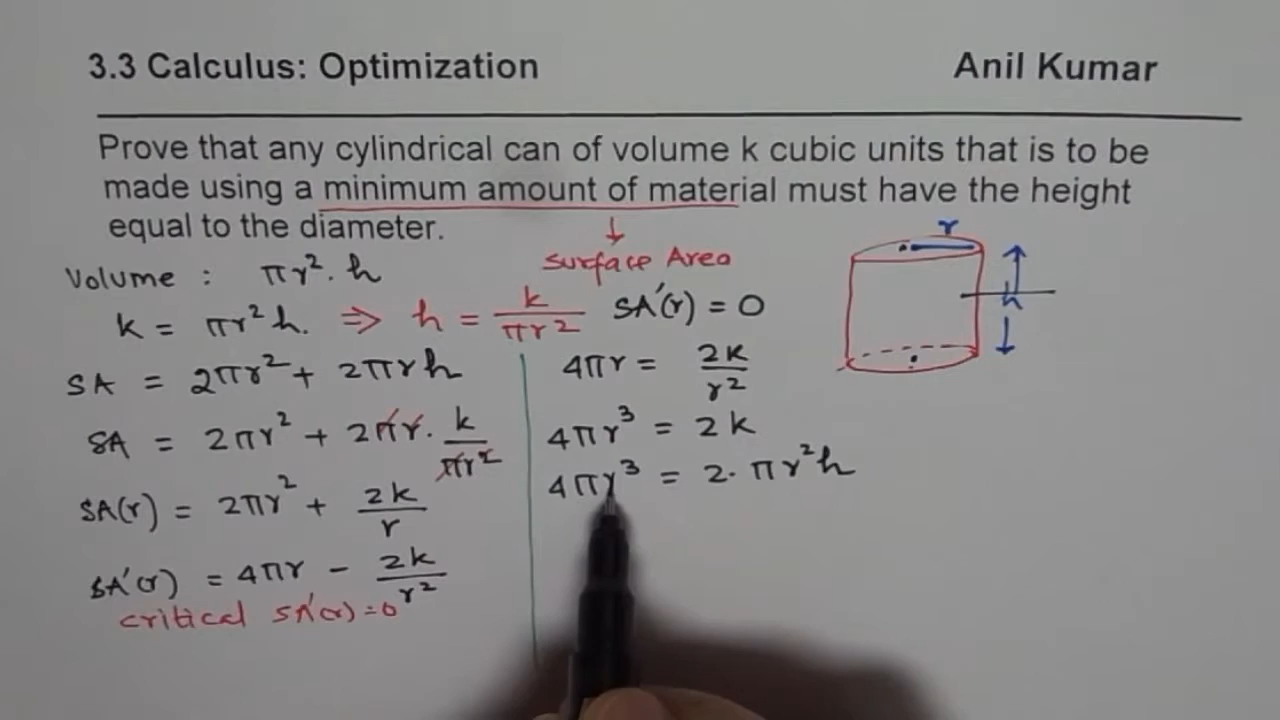 3.3 Calculus: Optimization
Anil Kumar
Prove that any cylindrical can of volume k cubic units that is to be
made using a minimum amount of material must have the height
equal to the diameter.
↓
Surface Area
Volume : πr². h
k = πr²h. ⇒ h = k/πr²
SA = 2πr² + 2πrh
SA = 2πr² + 2πr. k/πr²
SA(r) = 2πr² + 2k/r
SA'(r) = 4πr - 2k/r²
critical SA'(r)=0
SA'(r) = 0
4πr = 2k/r²
4πr³ = 2k
4πr³ = 2. πr²h
r
h